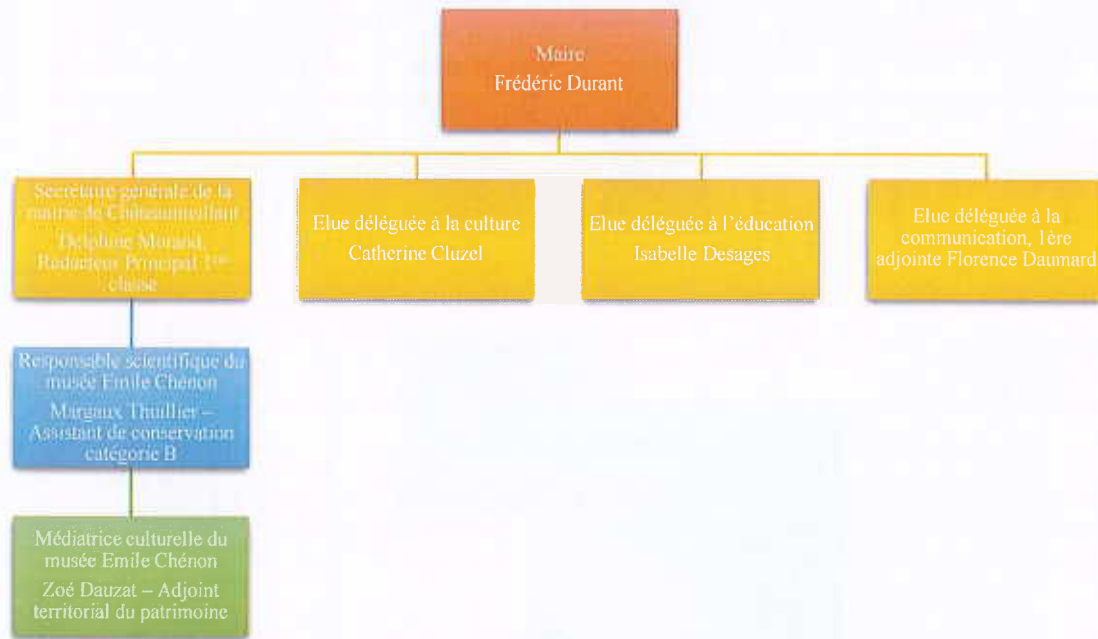 Maire
Frédéric Durant
Secrétaire générale de la
mairie de Châteaumeillant
Delphine Morand,
Rédacteur Principal 1ère
classe
Elue déléguée à la culture
Catherine Cluzel
Elue déléguée à l'éducation
Isabelle Desages
Elue déléguée à la
communication, 1ère
adjointe Florence Daumard
Responsable scientifique du
musée Emile Chénon
Margaux Thuillier –
Assistant de conservation
catégorie B
Médiatrice culturelle du
musée Emile Chénon
Zoé Dauzat – Adjoint
territorial du patrimoine